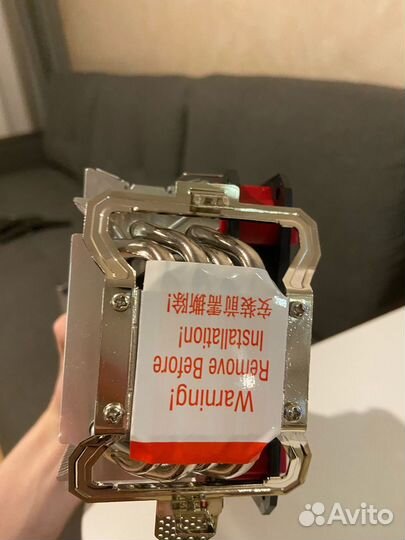 Warning!
Remove Before
Installation!
安装前需撕除!
Avito